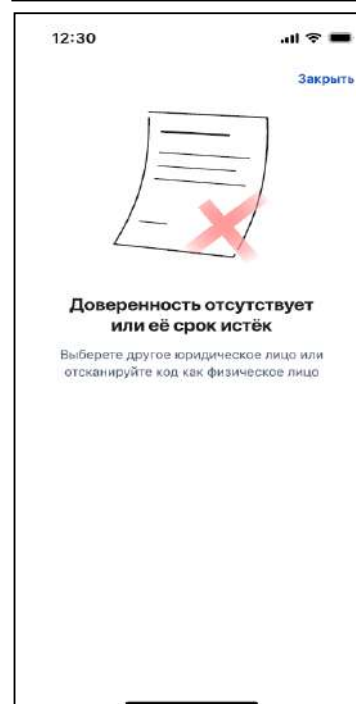 12:30
Закрыть
Доверенность отсутствует
или её срок истёк
Выберете другое юридическое лицо или
отсканируйте код как физическое лицо